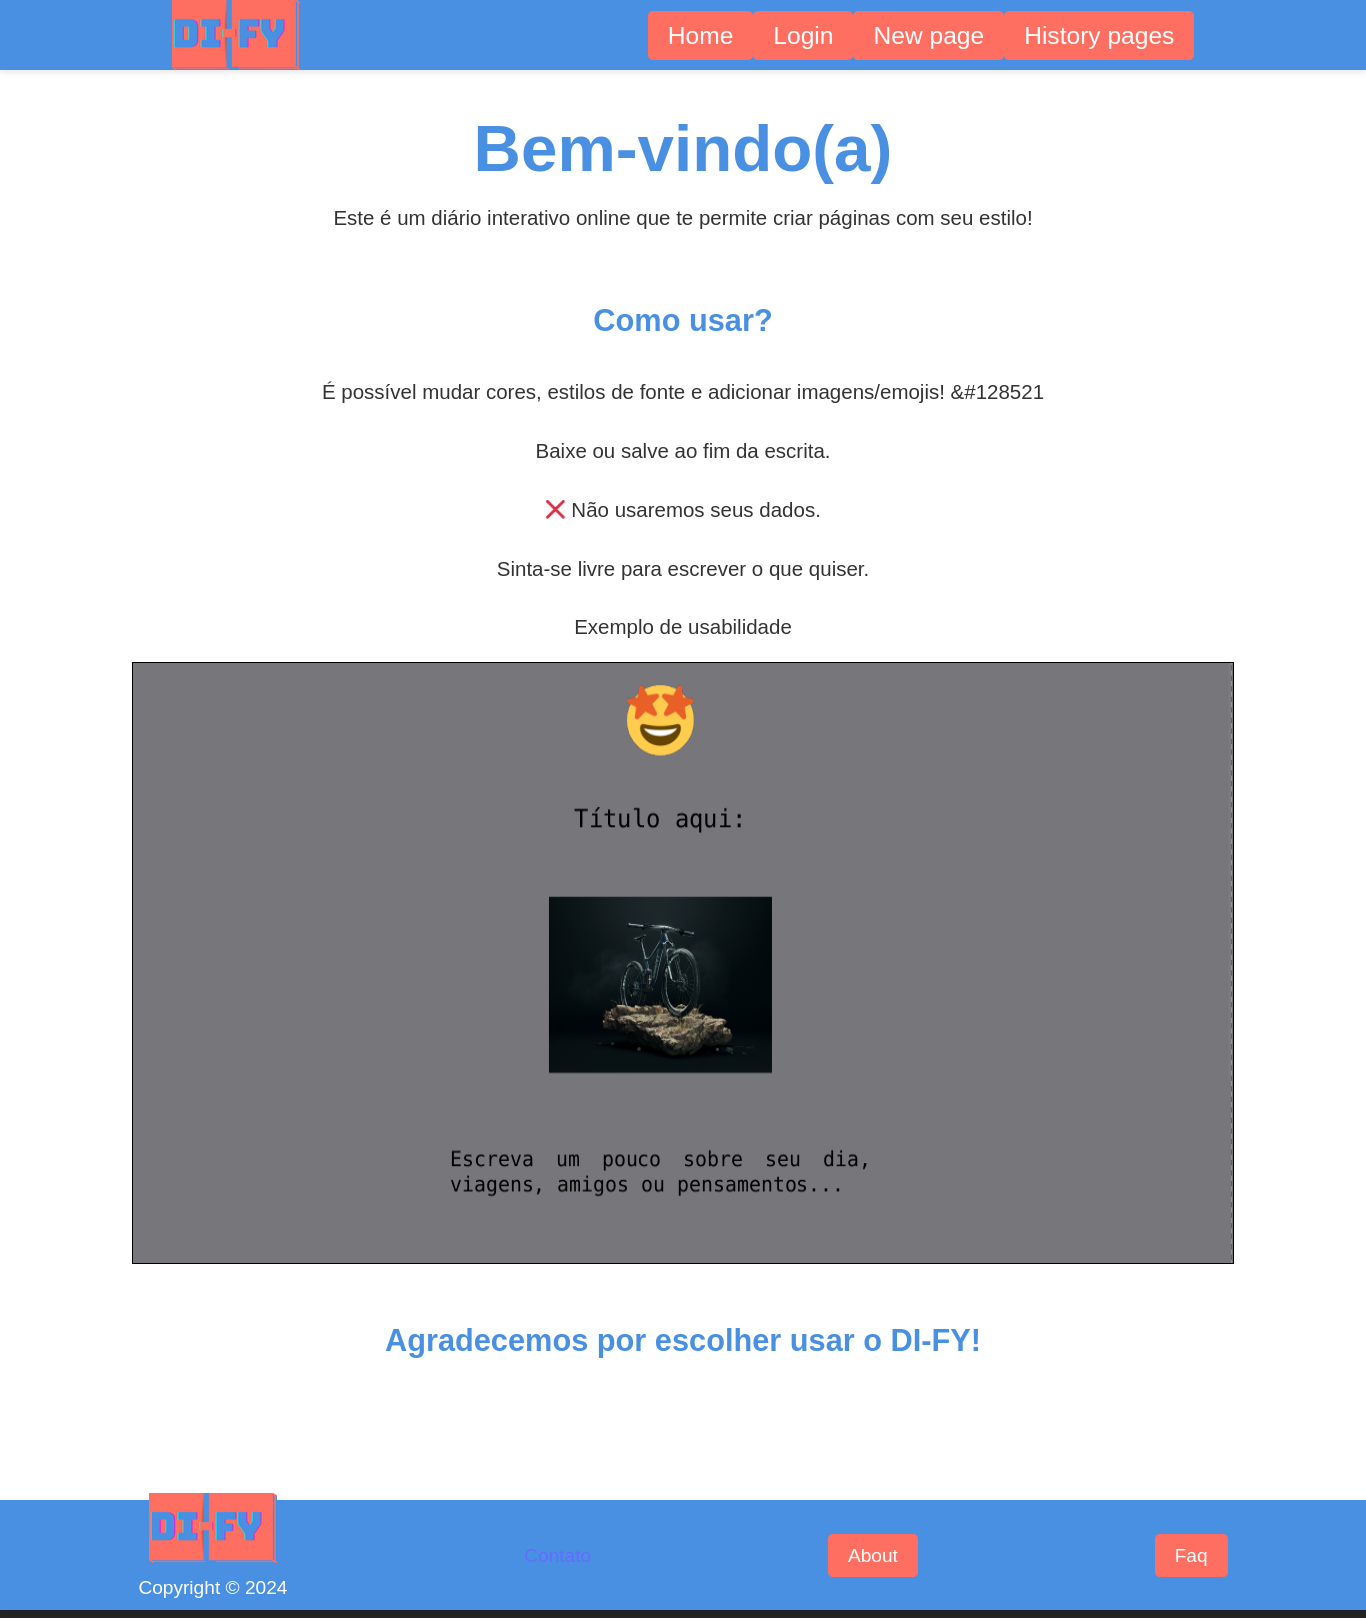 DI-FY
Home Login New page History pages
Bem-vindo(a)
Este é um diário interativo online que te permite criar páginas com seu estilo!
Como usar?
É possível mudar cores, estilos de fonte e adicionar imagens/emojis! &#128521
Baixe ou salve ao fim da escrita.
❌ Não usaremos seus dados.
Sinta-se livre para escrever o que quiser.
Exemplo de usabilidade
Título aqui:
Escreva um pouco sobre seu dia,
viagens, amigos ou pensamentos...
Agradecemos por escolher usar o DI-FY!
DI-FY
Contato About Faq
Copyright © 2024